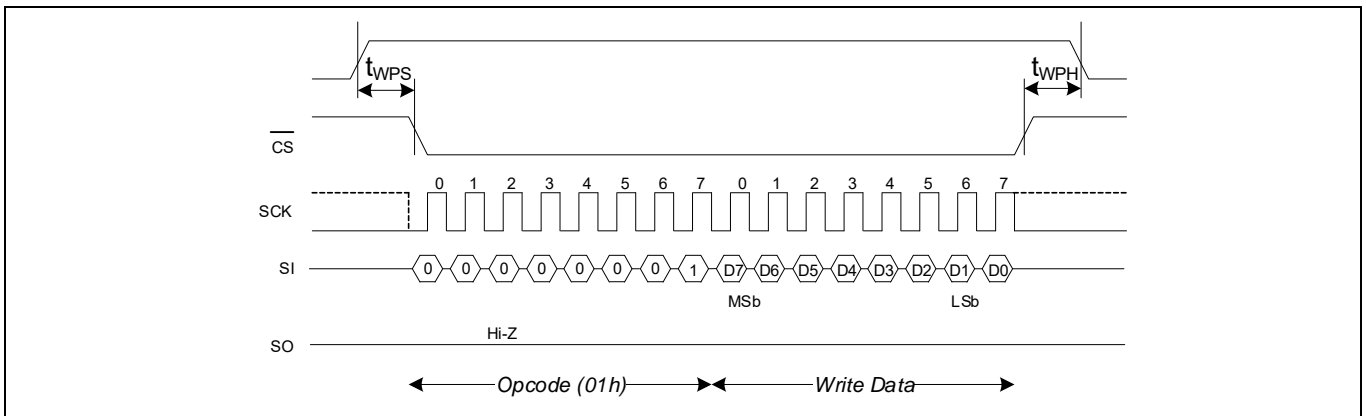 tWPS tWPH
CS
0 1 2 3 4 5 6 7 0 1 2 3 4 5 6 7
SCK
SI 0 0 0 0 0 0 0 1 D7 D6 D5 D4 D3 D2 D1 D0
MSb LSb
Hi-Z
SO
Opcode (01h) Write Data